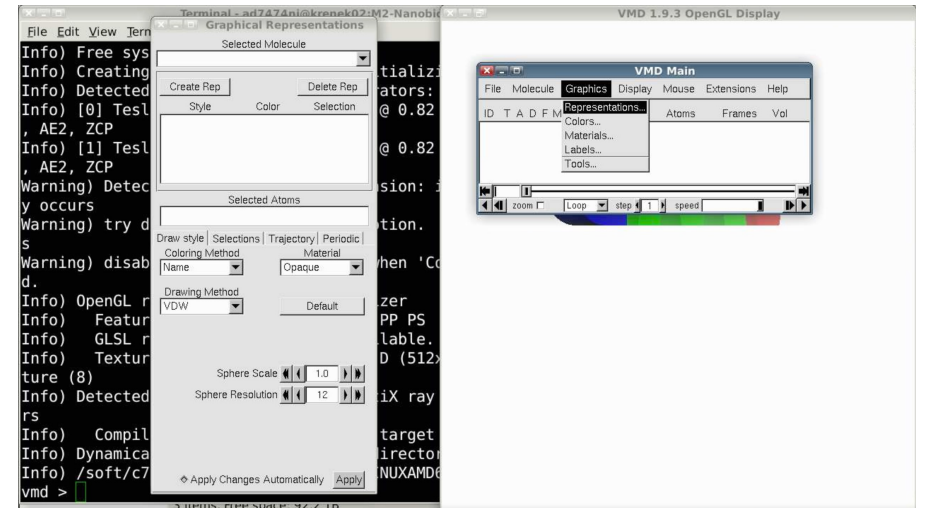 Terminal - ad7474ni@krenek02:M2-Nanobio
File Edit View Term
Info) Free sys
Info) Creating
Info) Detected
Info) [0] Tesl
, AE2, ZCP
Info) [1] Tesl
, AE2, ZCP
Warning) Detec
y occurs
Warning) try d
s
Warning) disab
d.
Info) OpenGL r
Info) Featur
Info) GLSL r
Info) Textur
ture (8)
Info) Detected
rs
Info) Compil
Info) Dynamica
Info) /soft/c7
vmd >
Graphical Representations
Selected Molecule
Create Rep Delete Rep
Style Color Selection
Selected Atoms
Draw style Selections Trajectory Periodic
Coloring Method Material
Name Opaque
Drawing Method
VDW Default
Sphere Scale 1.0
Sphere Resolution 12
Apply Changes Automatically Apply
tializi
rators:
@ 0.82
@ 0.82
sion: i
tion.
when 'Co
zer
PP PS
lable.
D (512x
iX ray
target
director
NUXAMD6
VMD 1.9.3 OpenGL Display
VMD Main
File Molecule Graphics Display Mouse Extensions Help
ID T A D F M Atoms Frames Vol
Representations...
Colors...
Materials...
Labels...
Tools...
zoom Loop step 1 speed